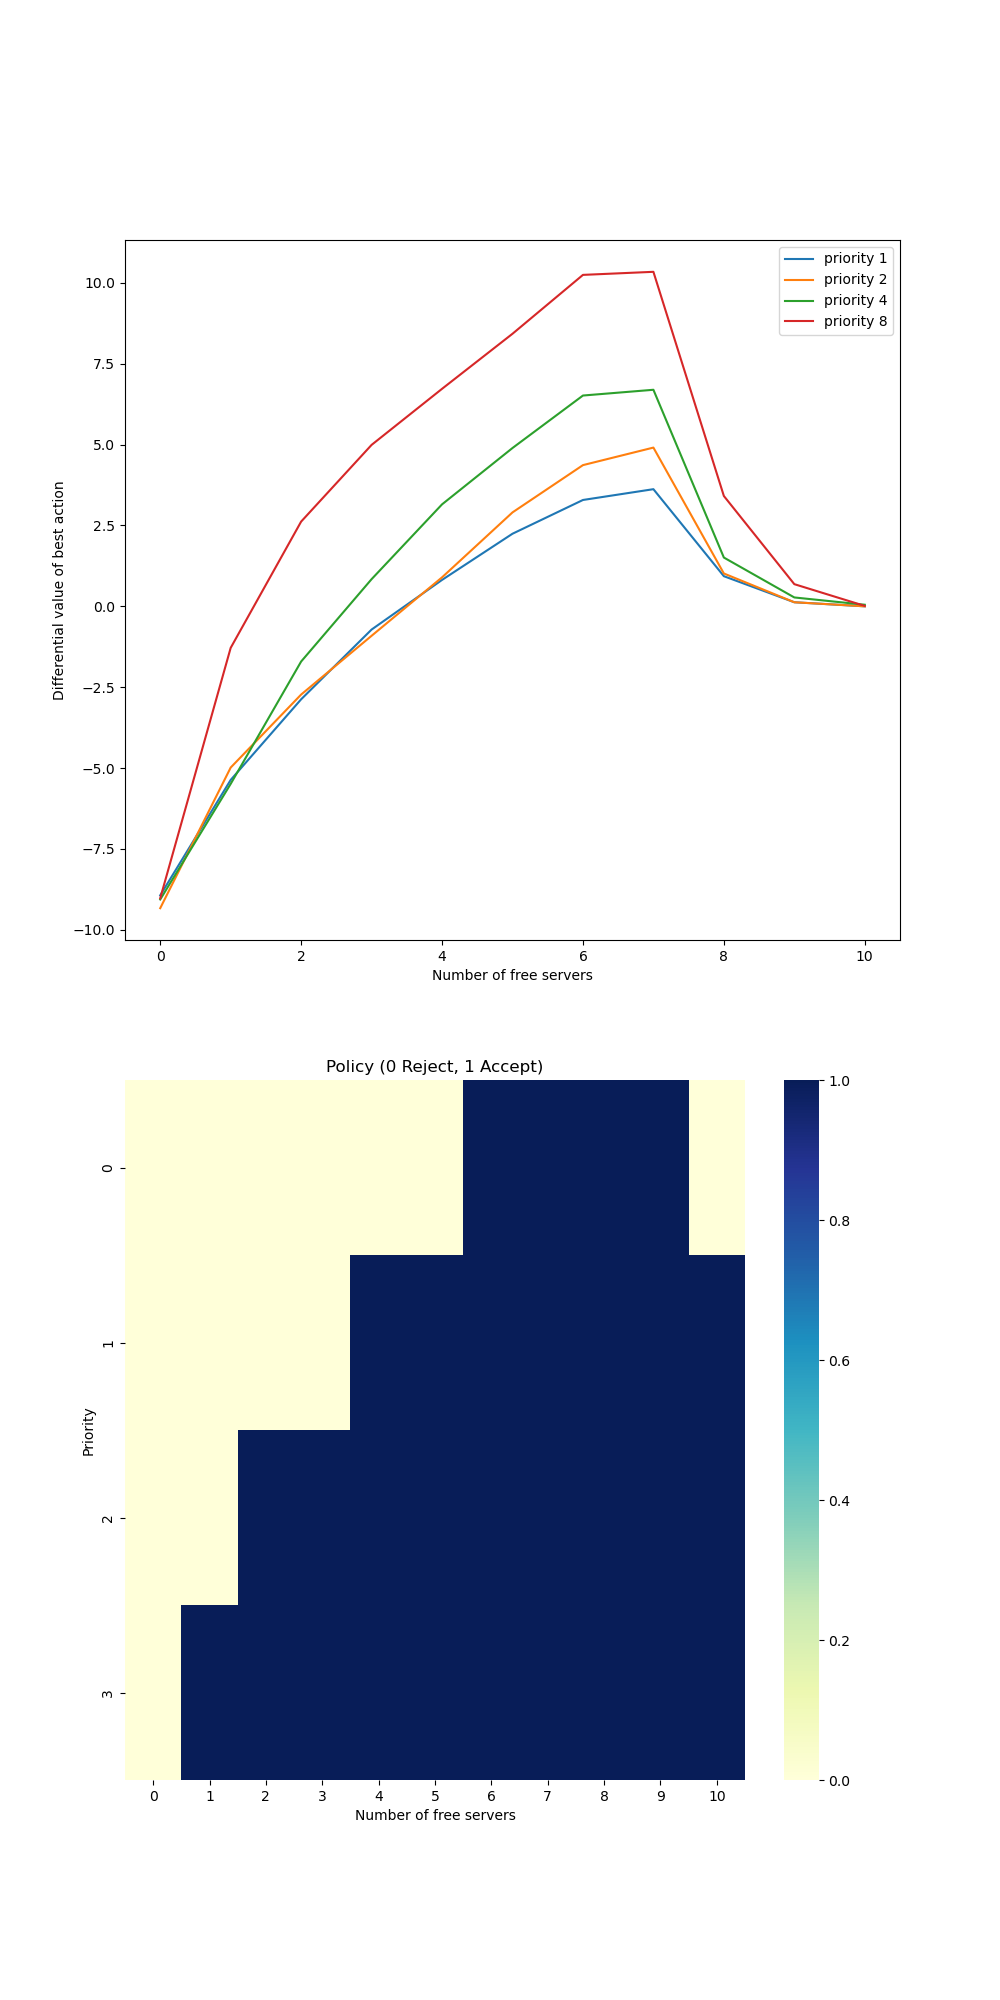 10.0
7.5
5.0
2.5
0.0
−2.5
−5.0
−7.5
−10.0
Differential value of best action
priority 1
priority 2
priority 4
priority 8
0 2 4 6 8 10
Number of free servers
Policy (0 Reject, 1 Accept)
0
1
2
3
Priority
0 1 2 3 4 5 6 7 8 9 10
Number of free servers
1.0
0.8
0.6
0.4
0.2
0.0